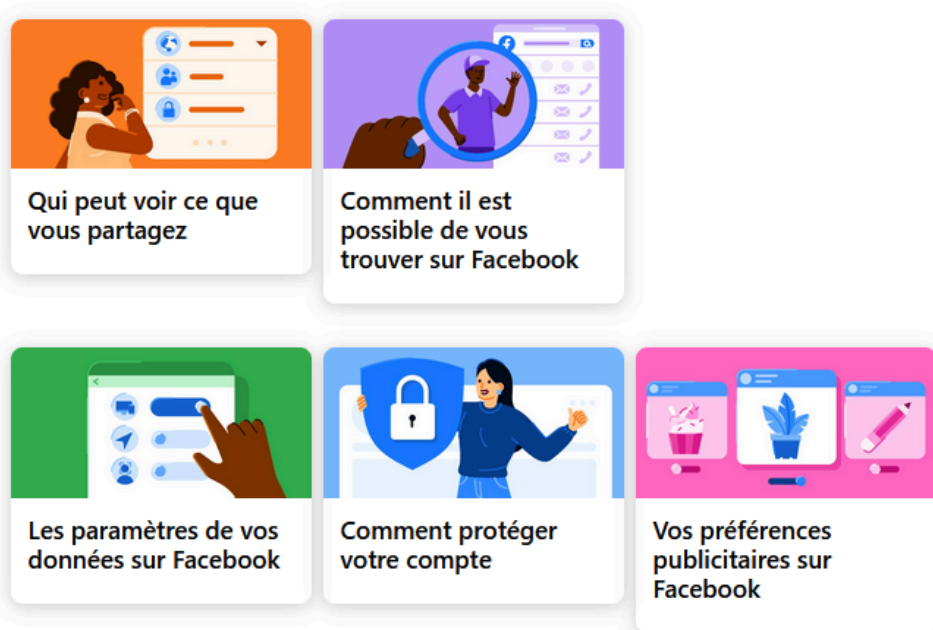 Qui peut voir ce que
vous partagez
Comment il est
possible de vous
trouver sur Facebook
Les paramètres de vos
données sur Facebook
Comment protéger
votre compte
Vos préférences
publicitaires sur
Facebook